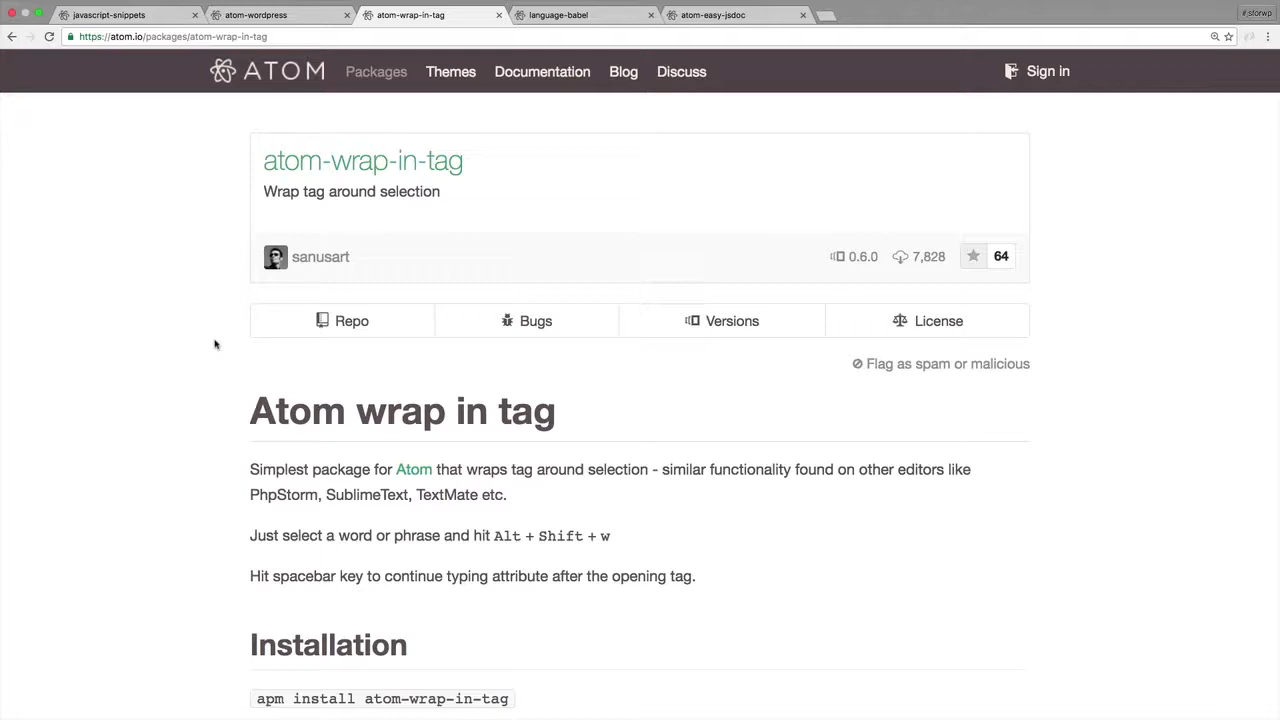 javascript-snippets
atom-wordpress
atom-wrap-in-tag
language-babel
atom-easy-jsdoc
# sforwp
https://atom.io/packages/atom-wrap-in-tag
ATOM
Packages
Themes
Documentation
Blog
Discuss
Sign in
atom-wrap-in-tag
Wrap tag around selection
sanusart
0.6.0
7,828
64
Repo
Bugs
Versions
License
Flag as spam or malicious
Atom wrap in tag
Simplest package for Atom that wraps tag around selection - similar functionality found on other editors like
PhpStorm, SublimeText, TextMate etc.
Just select a word or phrase and hit Alt + Shift + w
Hit spacebar key to continue typing attribute after the opening tag.
Installation
apm install atom-wrap-in-tag